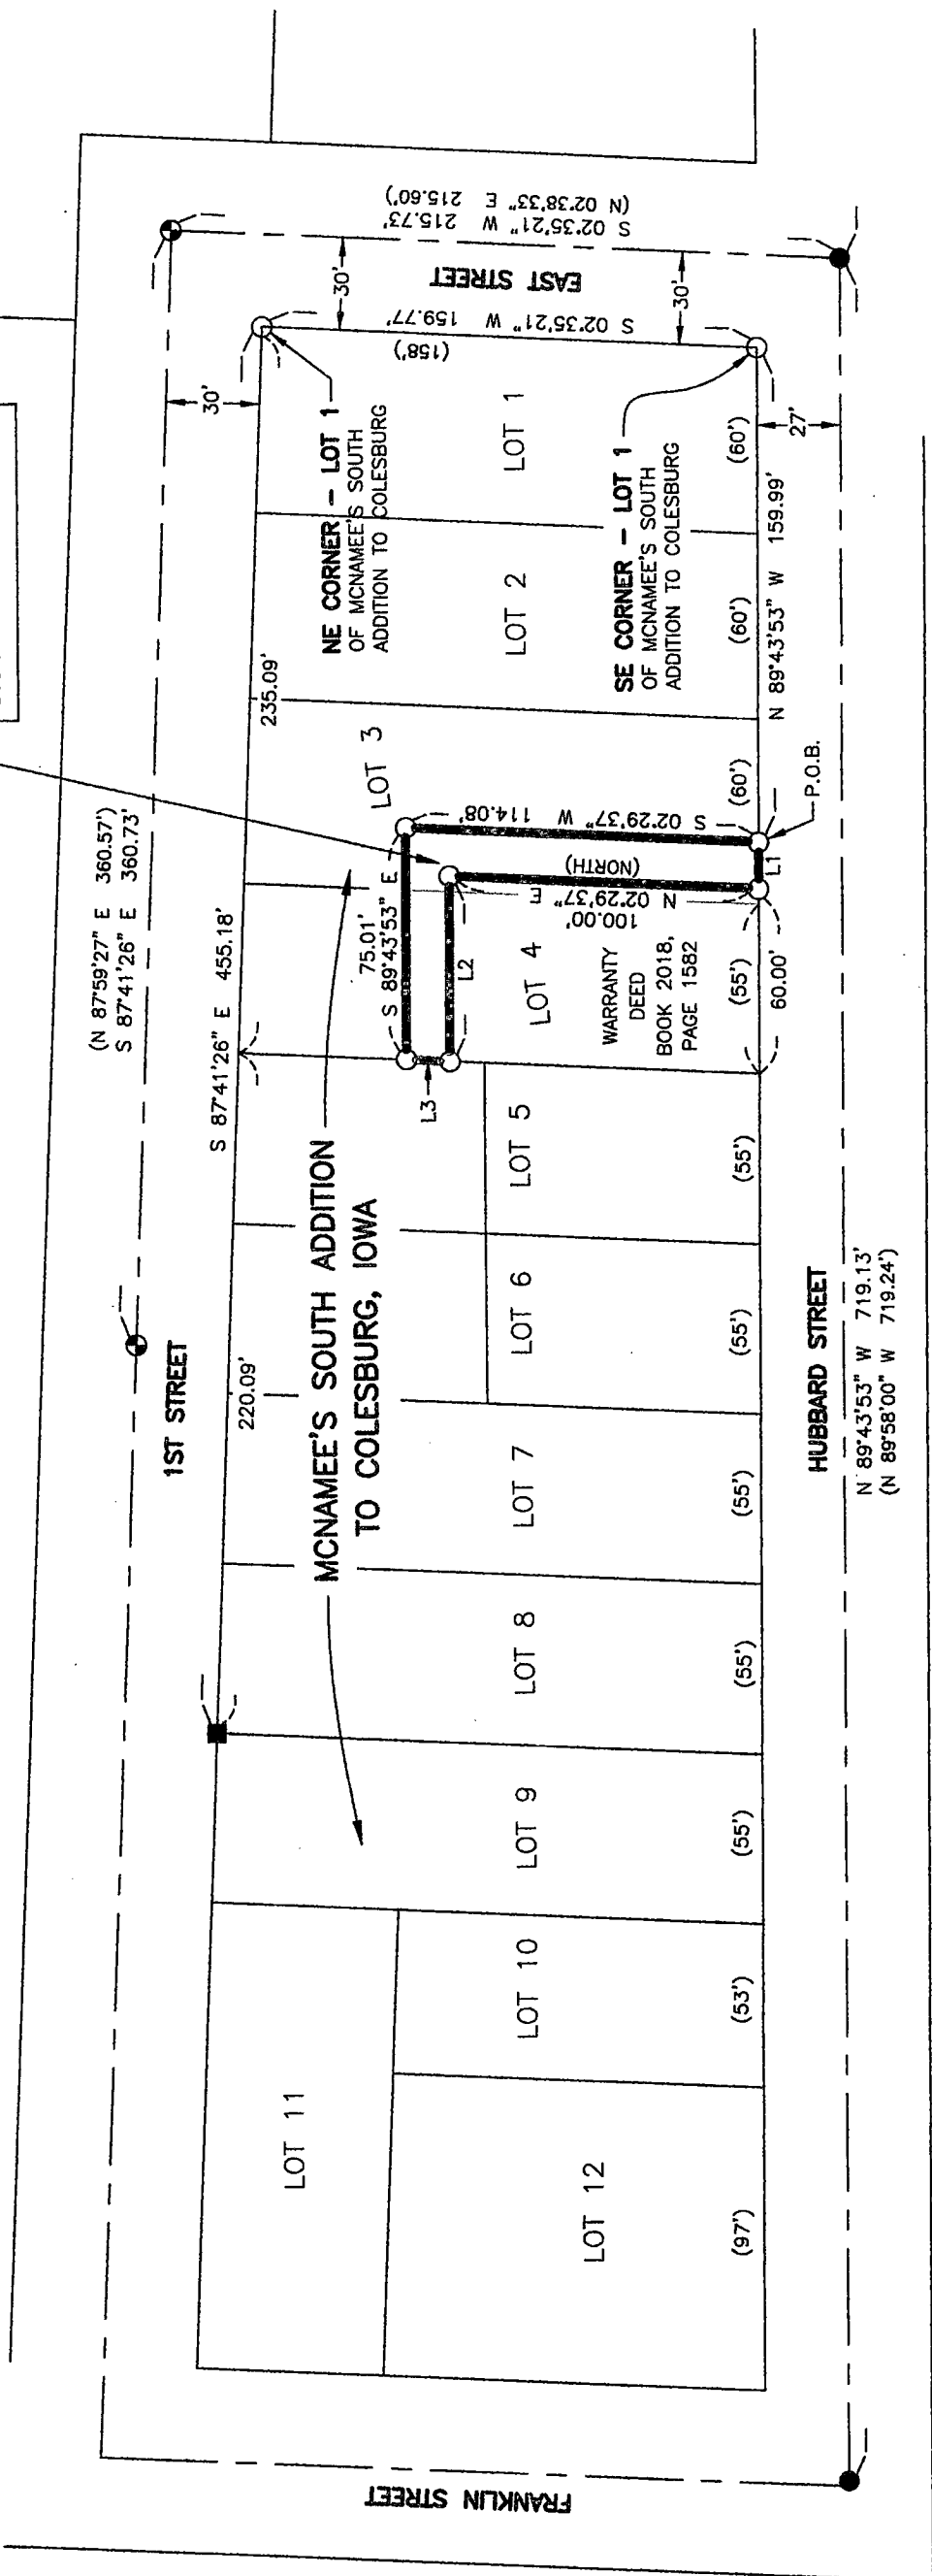 (N 87°59'27" E 360.57')
S 87°41'26" E 360.73'
1ST STREET
S 87°41'26" E 455.18'
220.09'
235.09'
30'
30'
30'
27'
S 02°35'21" W 215.73'
(N 02°38'33" E 215.60')
EAST STREET
S 02°35'21" W 159.77'
(158')
NE CORNER – LOT 1
OF MCNAMEE'S SOUTH
ADDITION TO COLESBURG
SE CORNER – LOT 1
OF MCNAMEE'S SOUTH
ADDITION TO COLESBURG
MCNAMEE'S SOUTH ADDITION
TO COLESBURG, IOWA
LOT 11
LOT 12
LOT 10
LOT 9
LOT 8
LOT 7
LOT 6
LOT 5
LOT 4
LOT 3
LOT 2
LOT 1
75.01'
S 89°43'53" E
L2
L3
L1
S 02°29'37" W 114.08'
(NORTH)
N 02°29'37" E
100.00'
WARRANTY
DEED
BOOK 2018,
PAGE 1582
(97')
(53')
(55')
(55')
(55')
(55')
(55')
(55')
(60')
(60')
(60')
60.00'
P.O.B.
N 89°43'53" W 159.99'
HUBBARD STREET
N 89°43'53" W 719.13'
(N 89°58'00" W 719.24')
FRANKLIN STREET